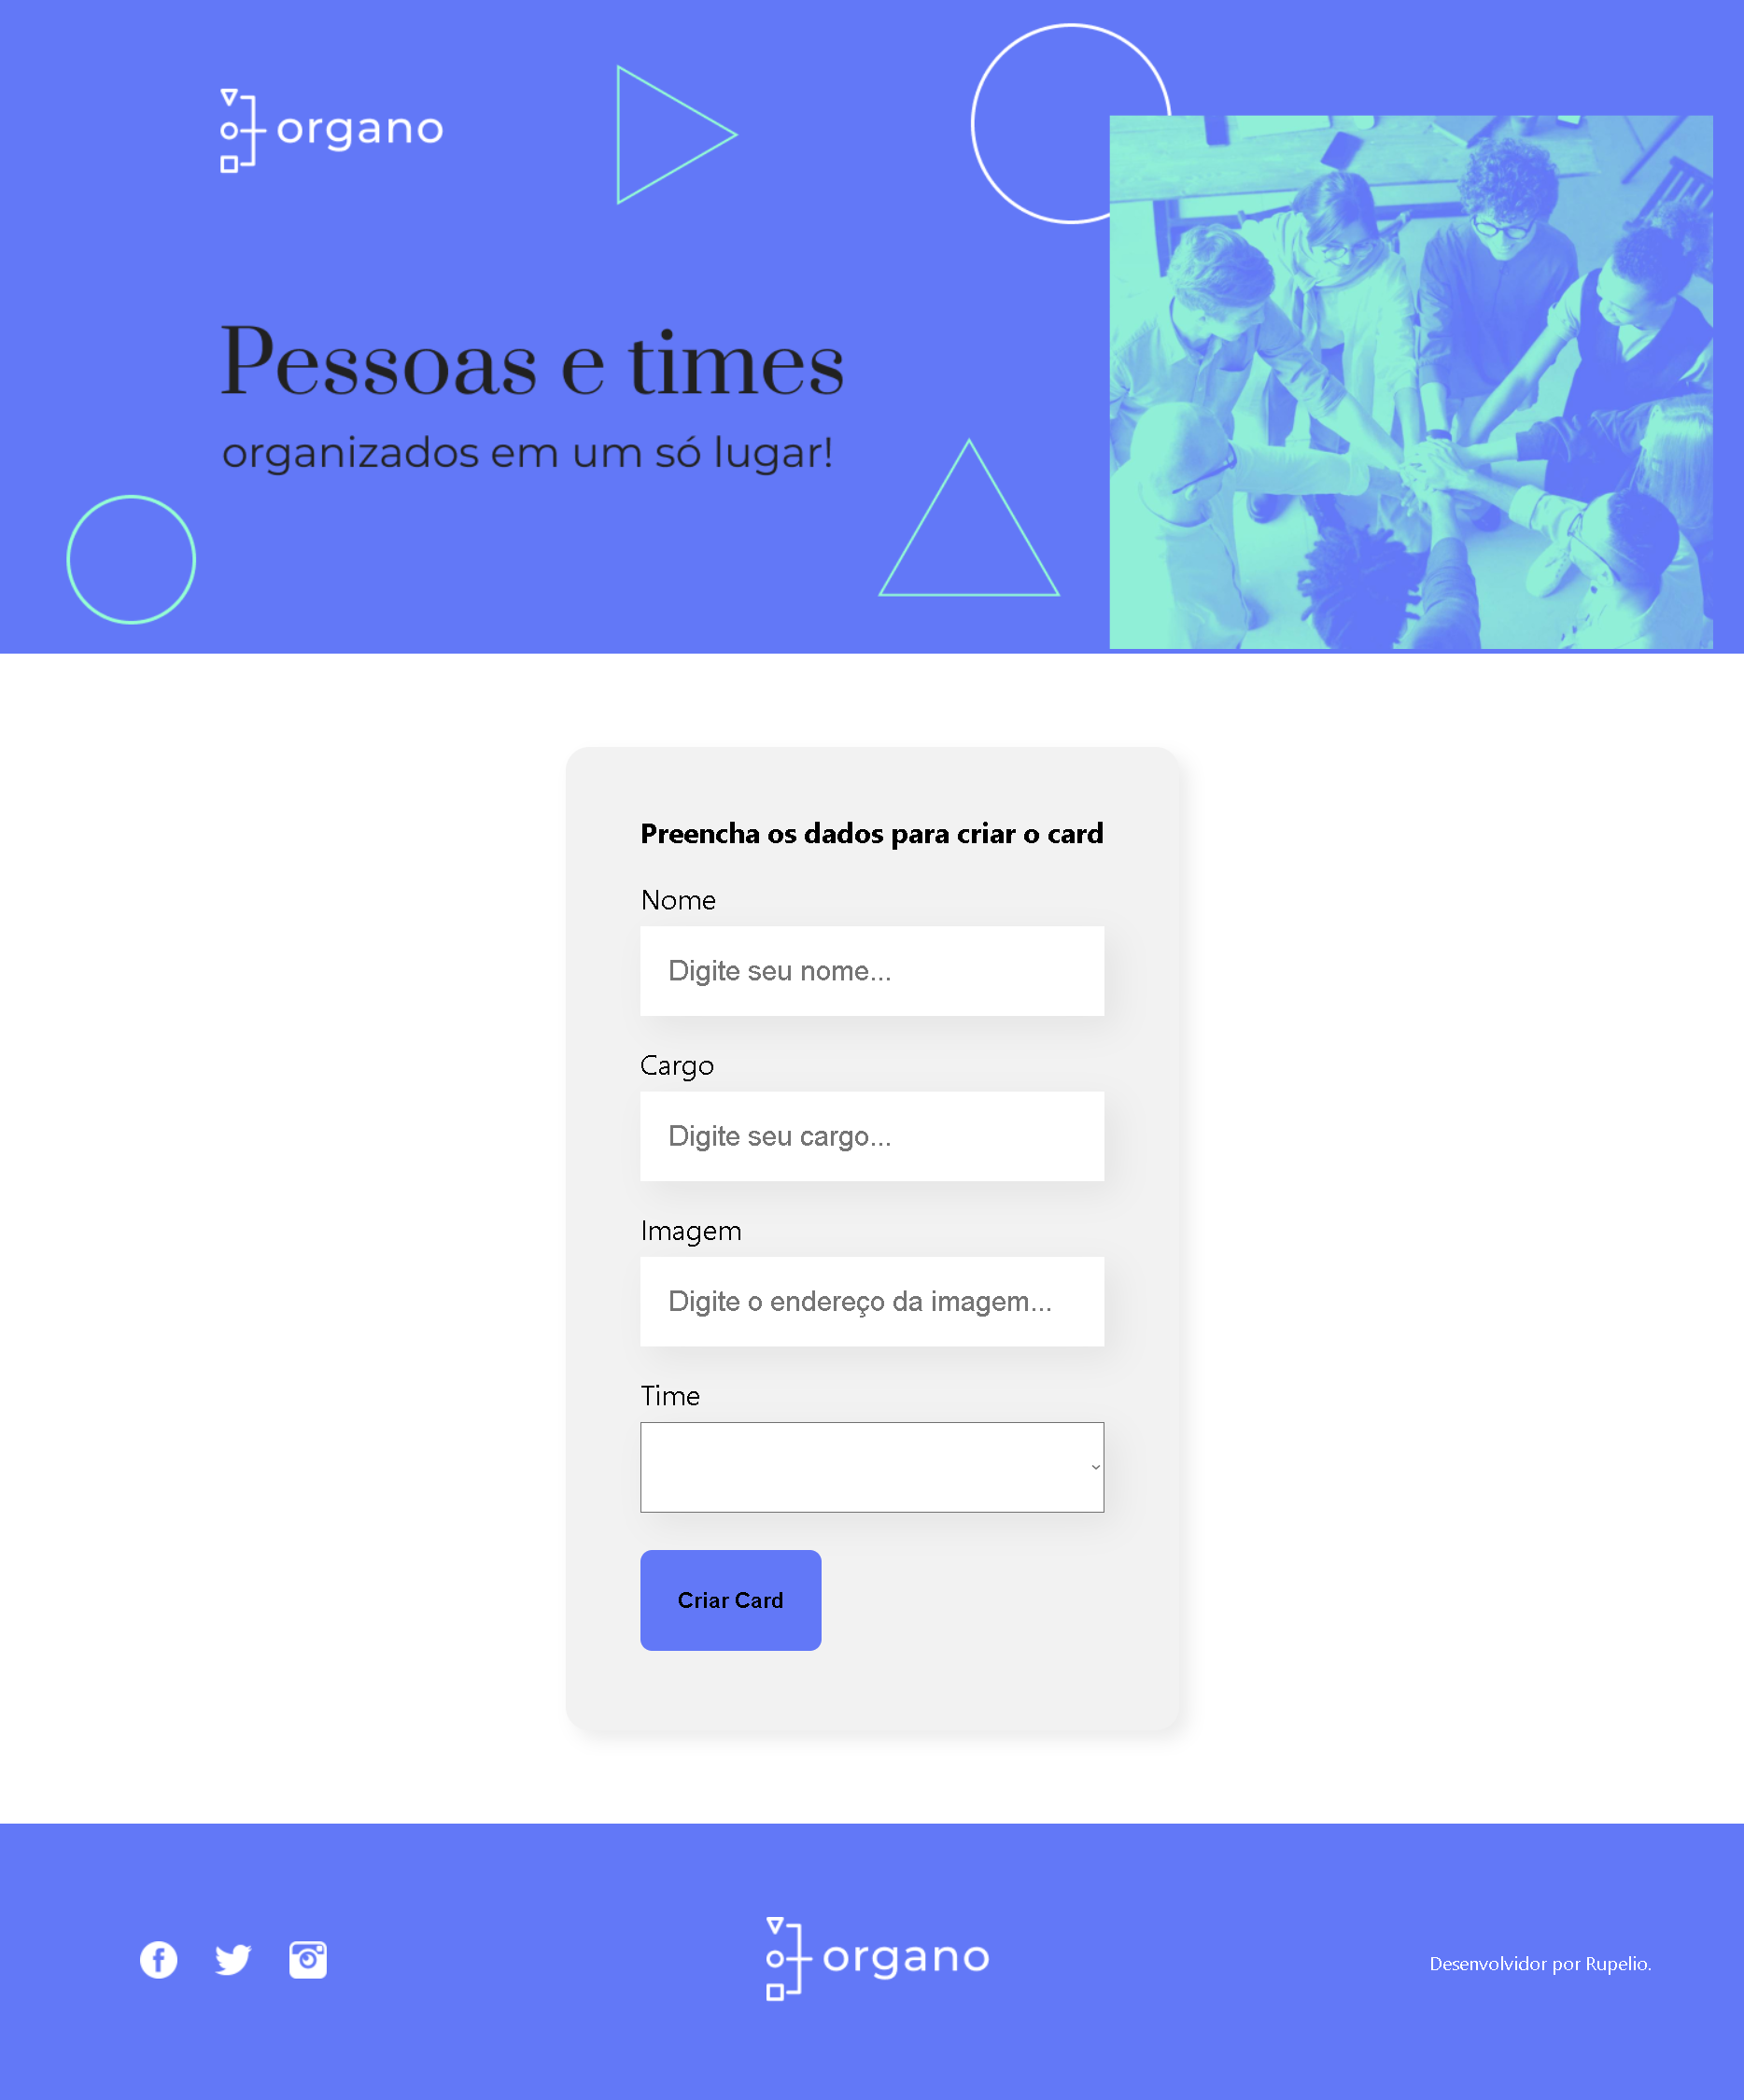 organo
Pessoas e times
organizados em um só lugar!
Preencha os dados para criar o card
Nome
Digite seu nome...
Cargo
Digite seu cargo...
Imagem
Digite o endereço da imagem...
Time
Criar Card
organo
Desenvolvidor por Rupelio.